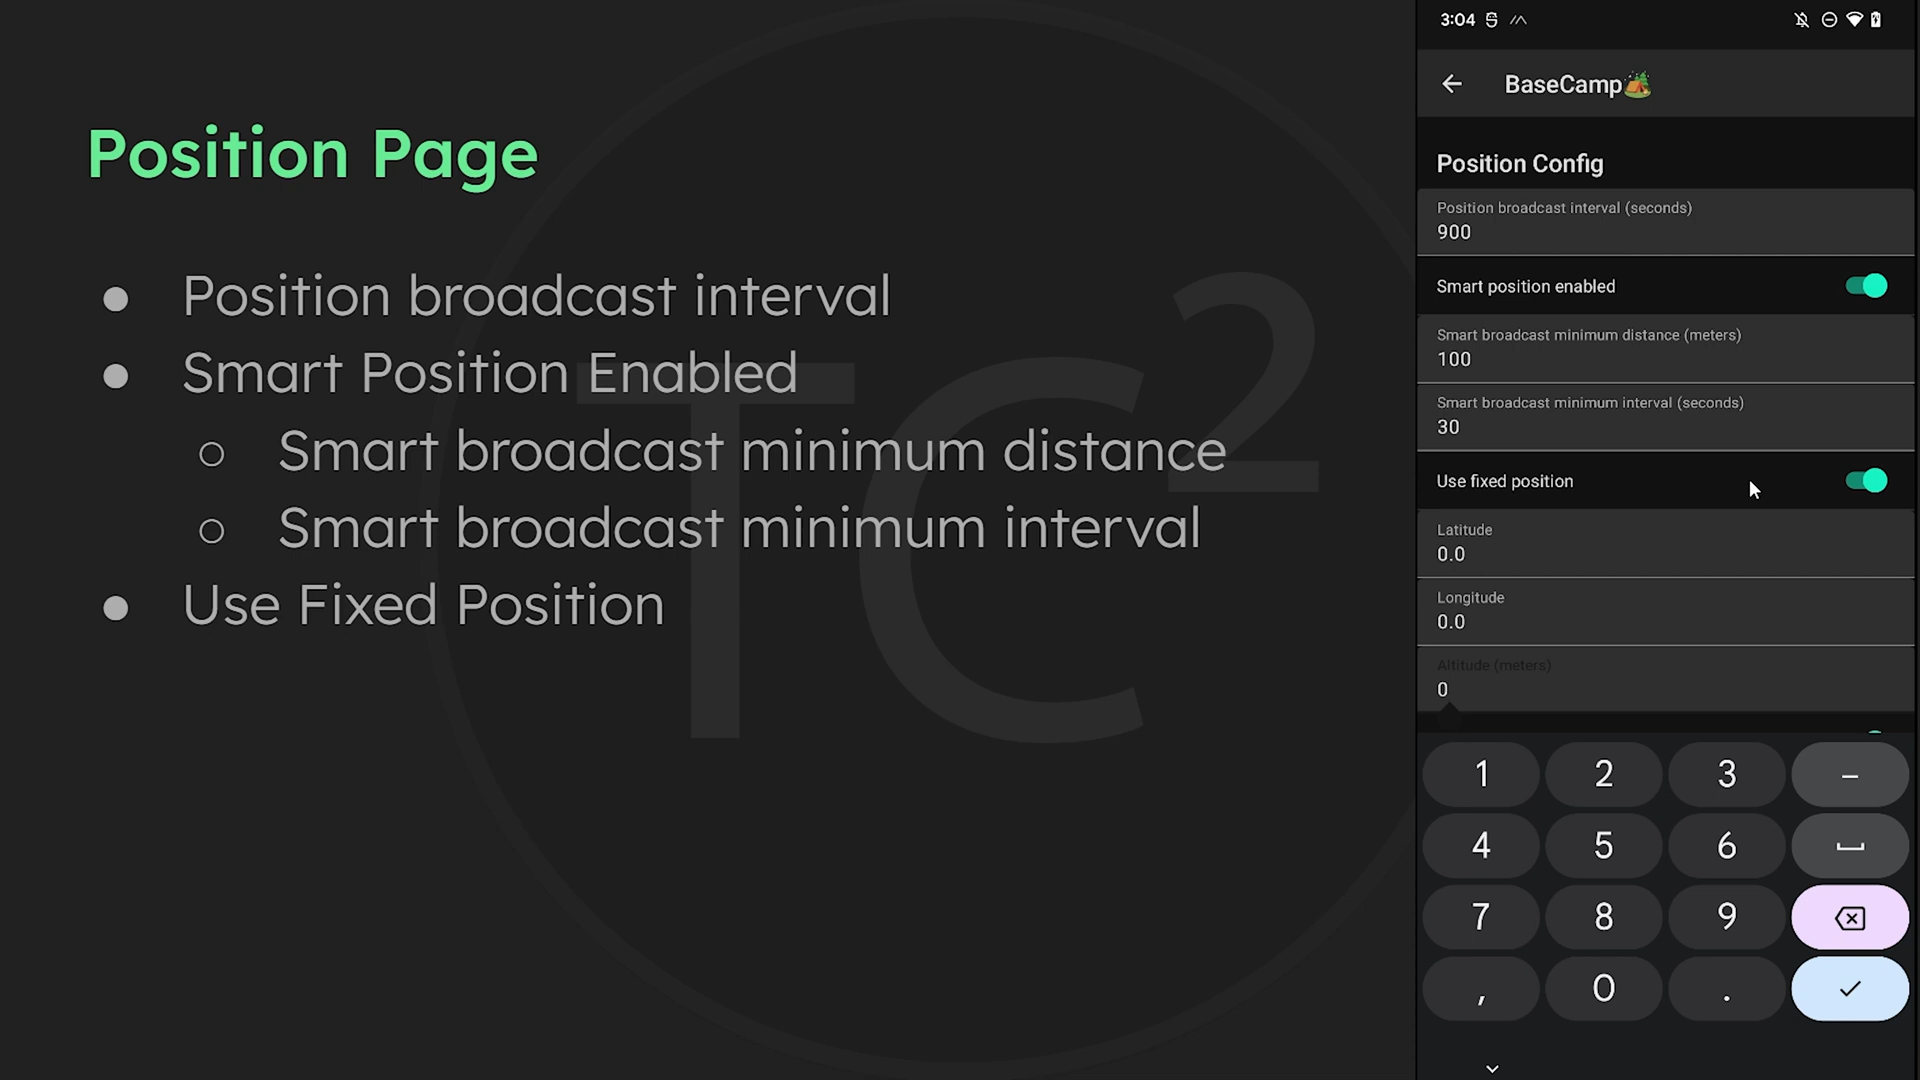 Position Page
● Position broadcast interval
● Smart Position Enabled
○ Smart broadcast minimum distance
○ Smart broadcast minimum interval
● Use Fixed Position
TC²
3:04
BaseCamp🏕️
Position Config
Position broadcast interval (seconds)
900
Smart position enabled
Smart broadcast minimum distance (meters)
100
Smart broadcast minimum interval (seconds)
30
Use fixed position
Latitude
0.0
Longitude
0.0
Altitude (meters)
0
1 2 3 –
4 5 6
7 8 9
, 0 .